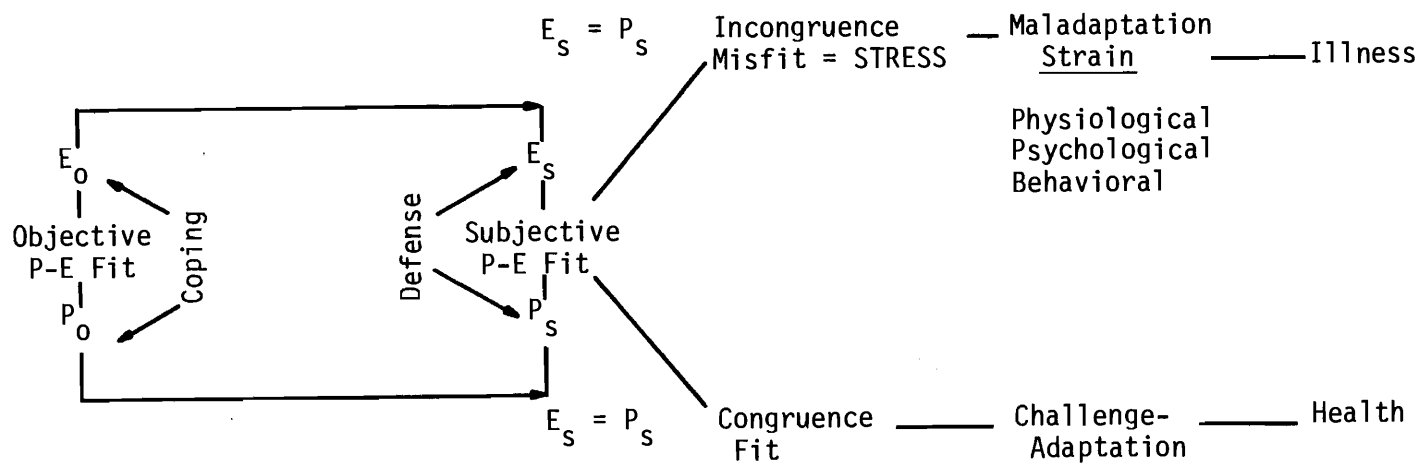 E_s = P_s
Incongruence
Misfit = STRESS
Maladaptation
Strain
Illness
Physiological
Psychological
Behavioral
E_o
Objective
P-E Fit
P_o
Coping
Defense
E_s
Subjective
P-E Fit
P_s
E_s = P_s
Congruence
Fit
Challenge-
Adaptation
Health